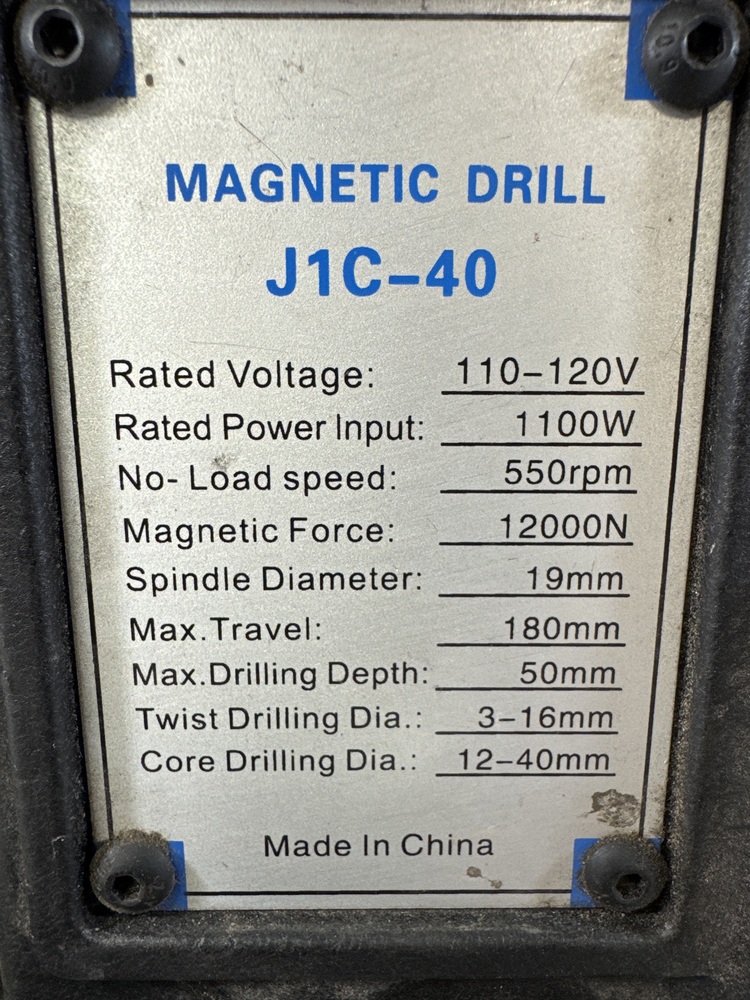 MAGNETIC DRILL
J1C-40
Rated Voltage: 110-120V
Rated Power Input: 1100W
No- Load speed: 550rpm
Magnetic Force: 12000N
Spindle Diameter: 19mm
Max.Travel: 180mm
Max.Drilling Depth: 50mm
Twist Drilling Dia.: 3-16mm
Core Drilling Dia.: 12-40mm
Made In China
10.9